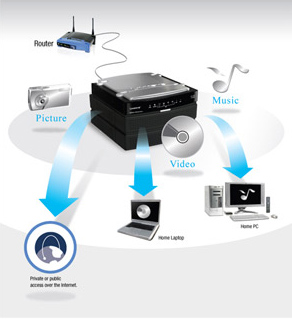 Router
Music
Picture
Video
Home Laptop
Home PC
Private or public
access over the Internet.